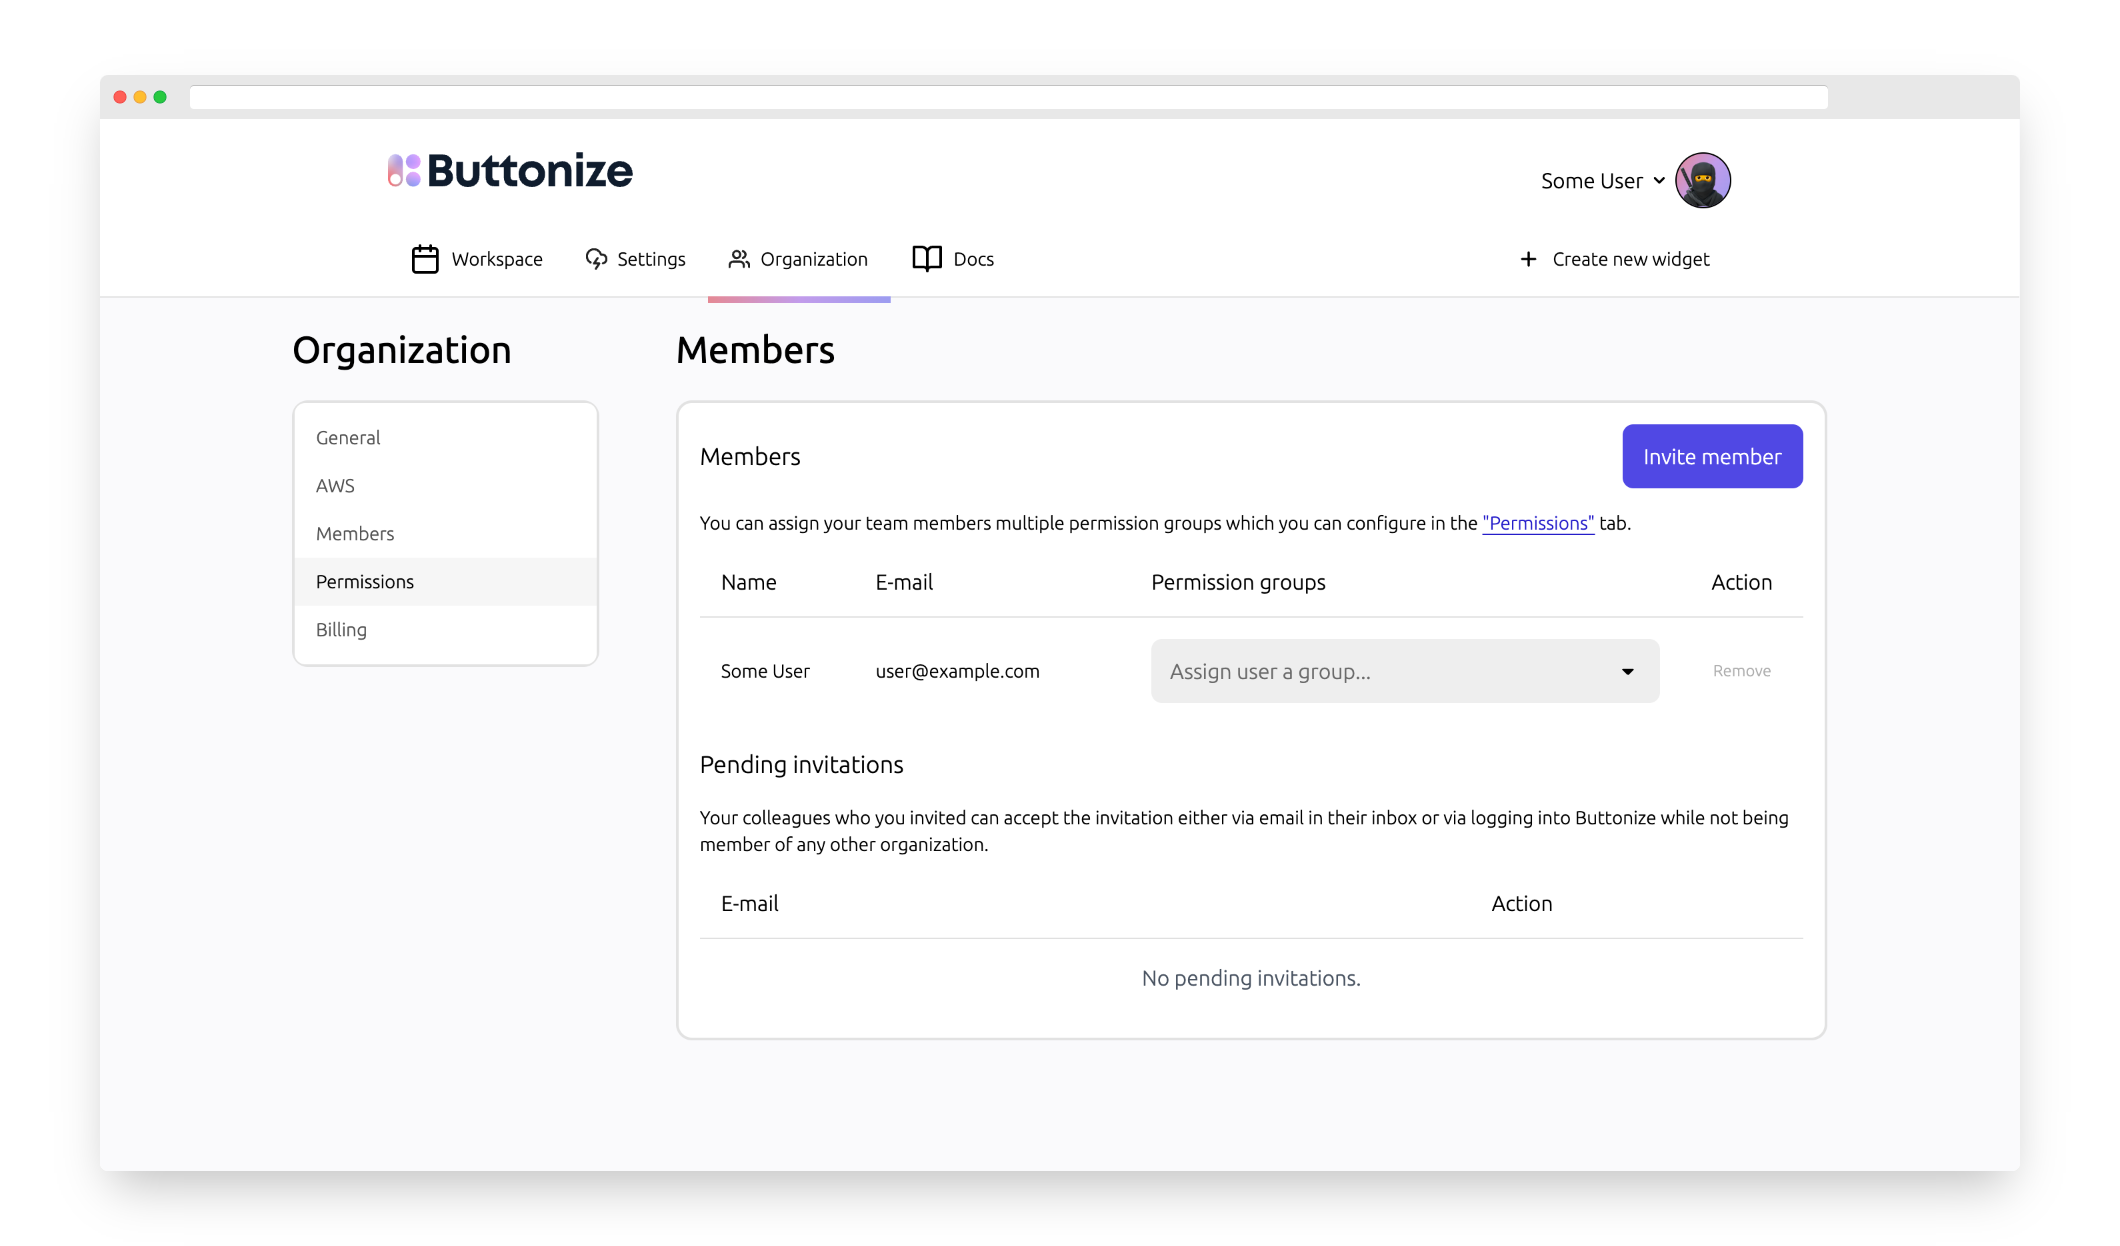 Buttonize
Some User
Workspace
Settings
Organization
Docs
Create new widget
Organization
General
AWS
Members
Permissions
Billing
Members
Members
Invite member
You can assign your team members multiple permission groups which you can configure in the "Permissions" tab.
Name E-mail Permission groups Action
Some User user@example.com Assign user a group... Remove
Pending invitations
Your colleagues who you invited can accept the invitation either via email in their inbox or via logging into Buttonize while not being
member of any other organization.
E-mail Action
No pending invitations.